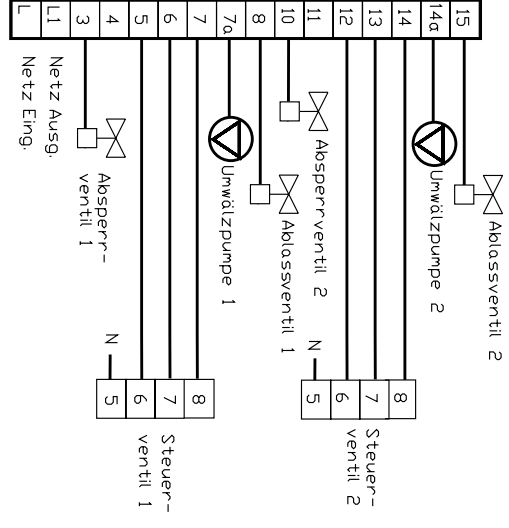 L
L1
3
4
5
6
7
7a
8
10
11
12
13
14
14a
15
Netz Eing.
Netz Ausg.
Absperr-
ventil 1
Umwälzpumpe 1
Ablassventil 1
Absperrventil 2
Umwälzpumpe 2
Ablassventil 2
N
5
6
7
8
Steuer-
ventil 1
N
5
6
7
8
Steuer-
ventil 2